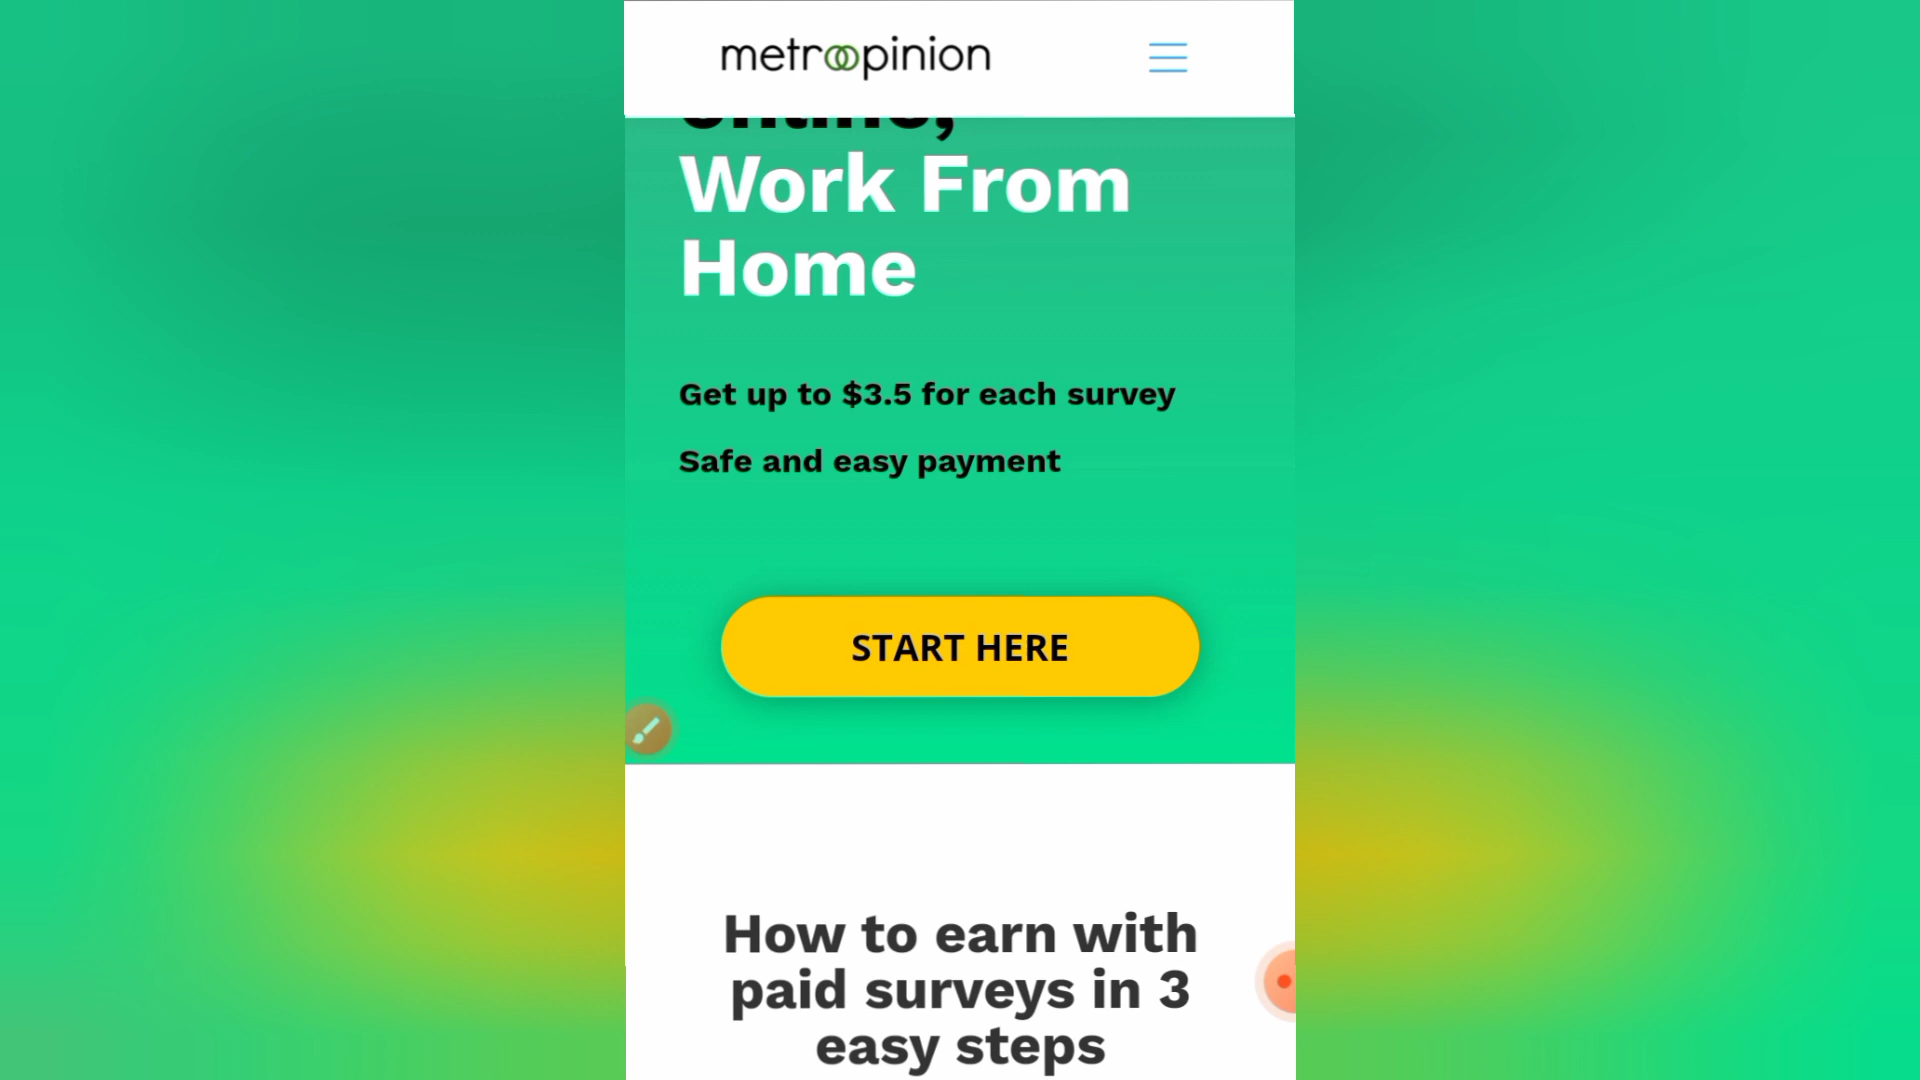 metroopinion
online,
Work From
Home
Get up to $3.5 for each survey
Safe and easy payment
START HERE
How to earn with
paid surveys in 3
easy steps